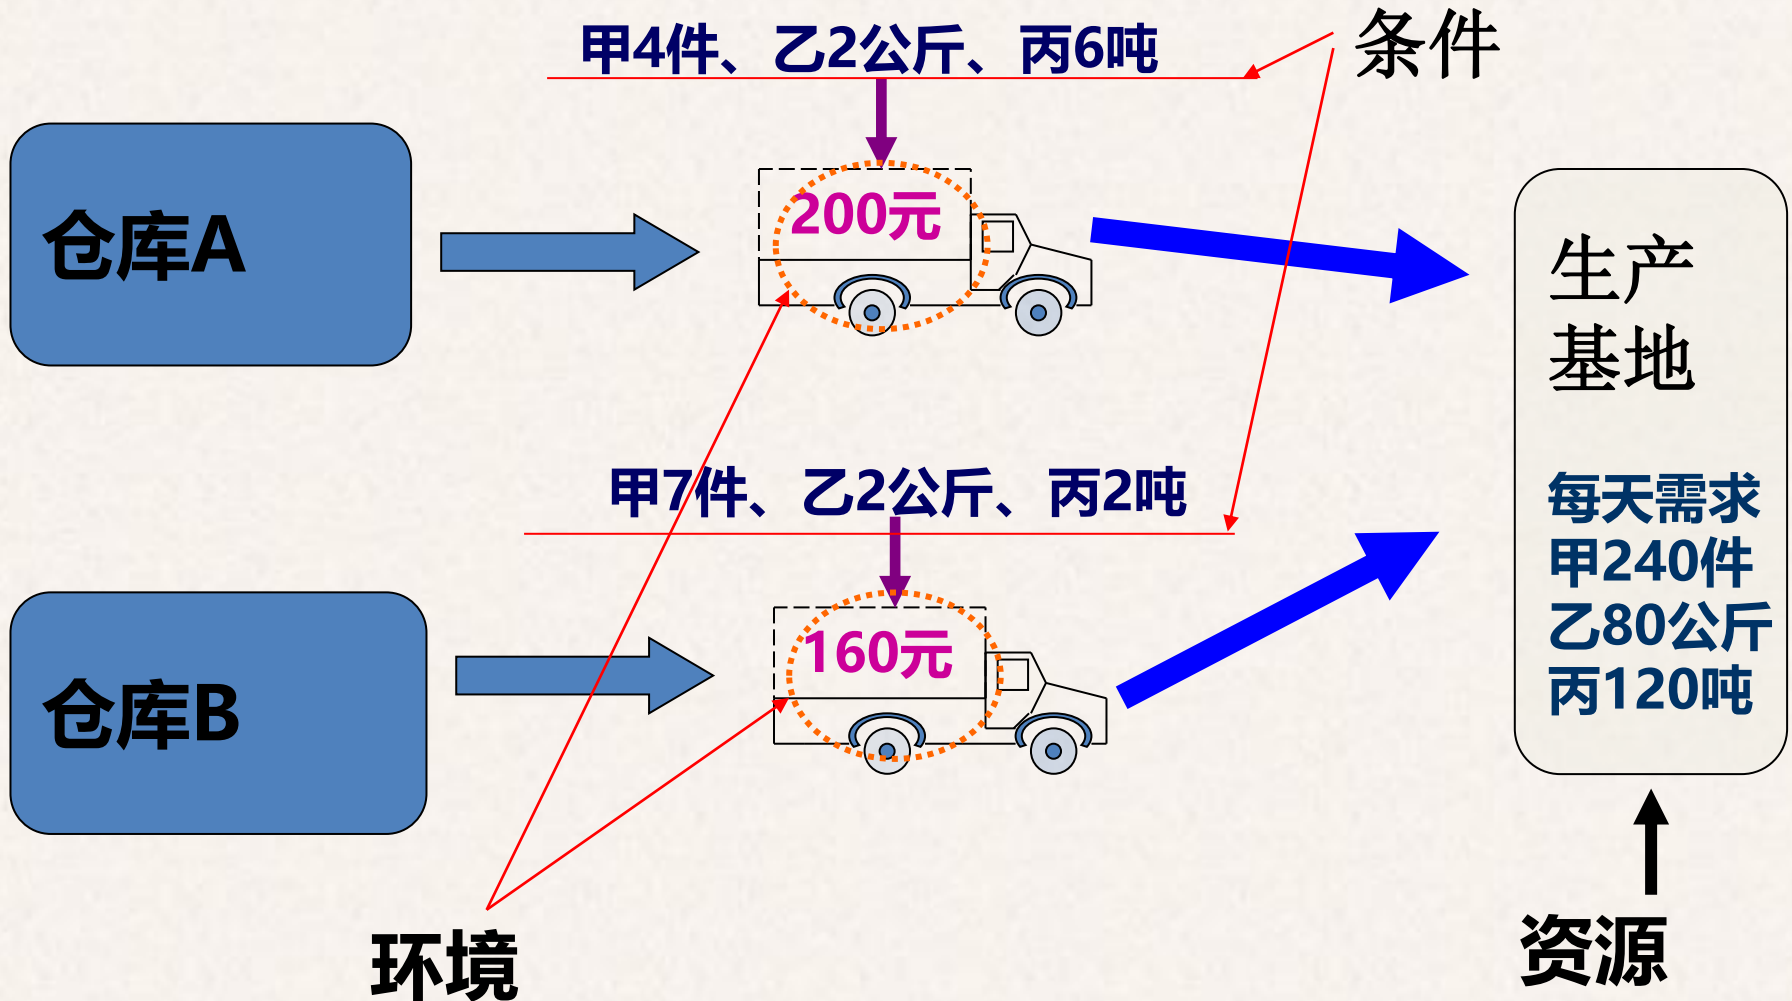 甲4件、乙2公斤、丙6吨
条件
仓库A
200元
生产
基地
甲7件、乙2公斤、丙2吨
每天需求
甲240件
乙80公斤
丙120吨
仓库B
160元
环境
资源